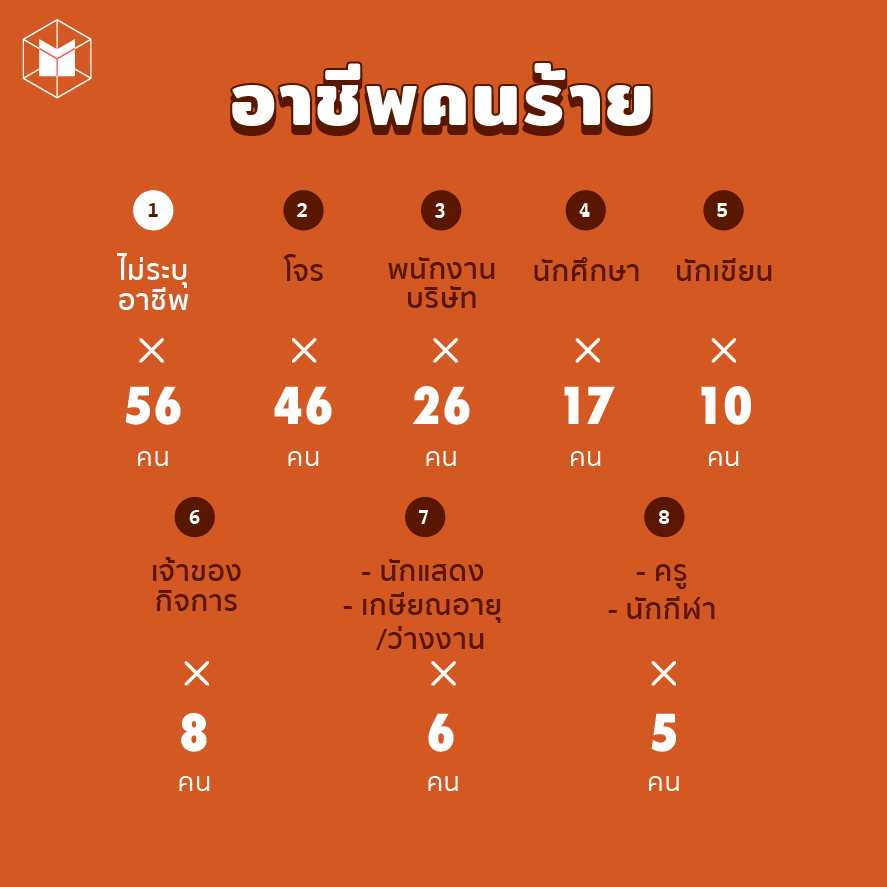 อาชีพคนร้าย
1
ไม่ระบุ
อาชีพ
×
56
คน
2
โจร
×
46
คน
3
พนักงาน
บริษัท
×
26
คน
4
นักศึกษา
×
17
คน
5
นักเขียน
×
10
คน
6
เจ้าของ
กิจการ
×
8
คน
7
- นักแสดง
- เกษียณอายุ
/ว่างงาน
×
6
คน
8
- ครู
- นักกีฬา
×
5
คน